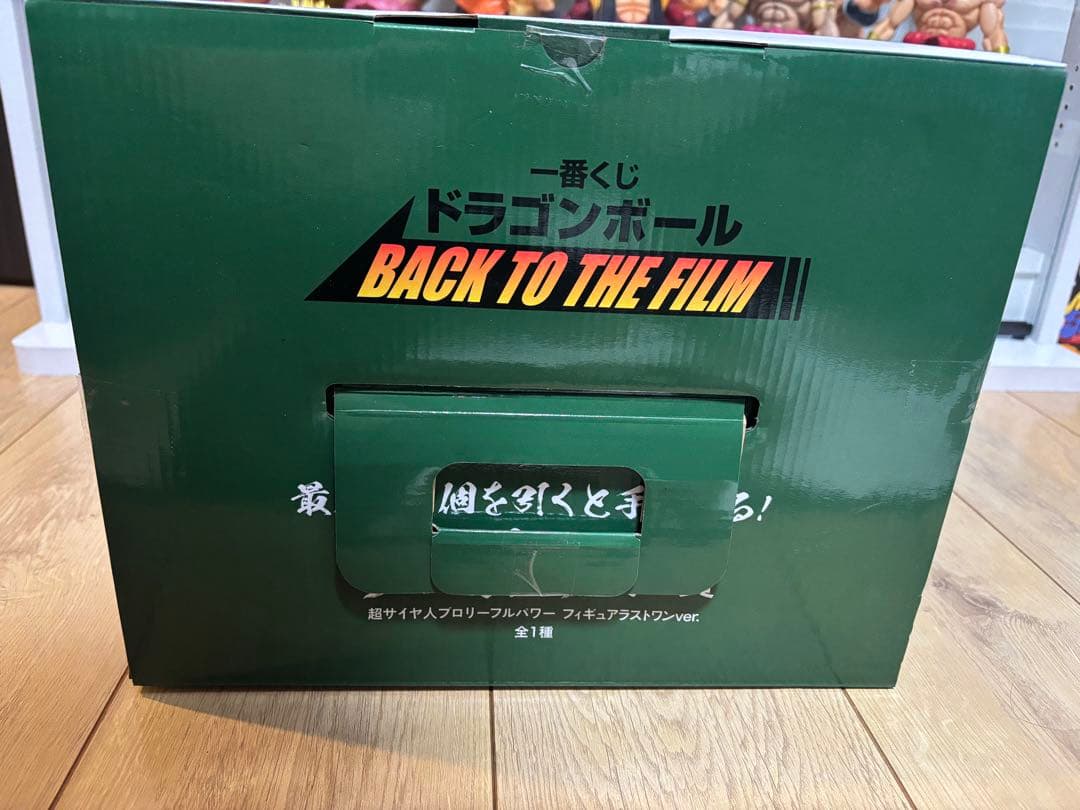 一番くじ
ドラゴンボール
BACK TO THE FILM
最 個を引くと手 る!
超サイヤ人ブロリーフルパワー フィギュアラストワンver.
全1種